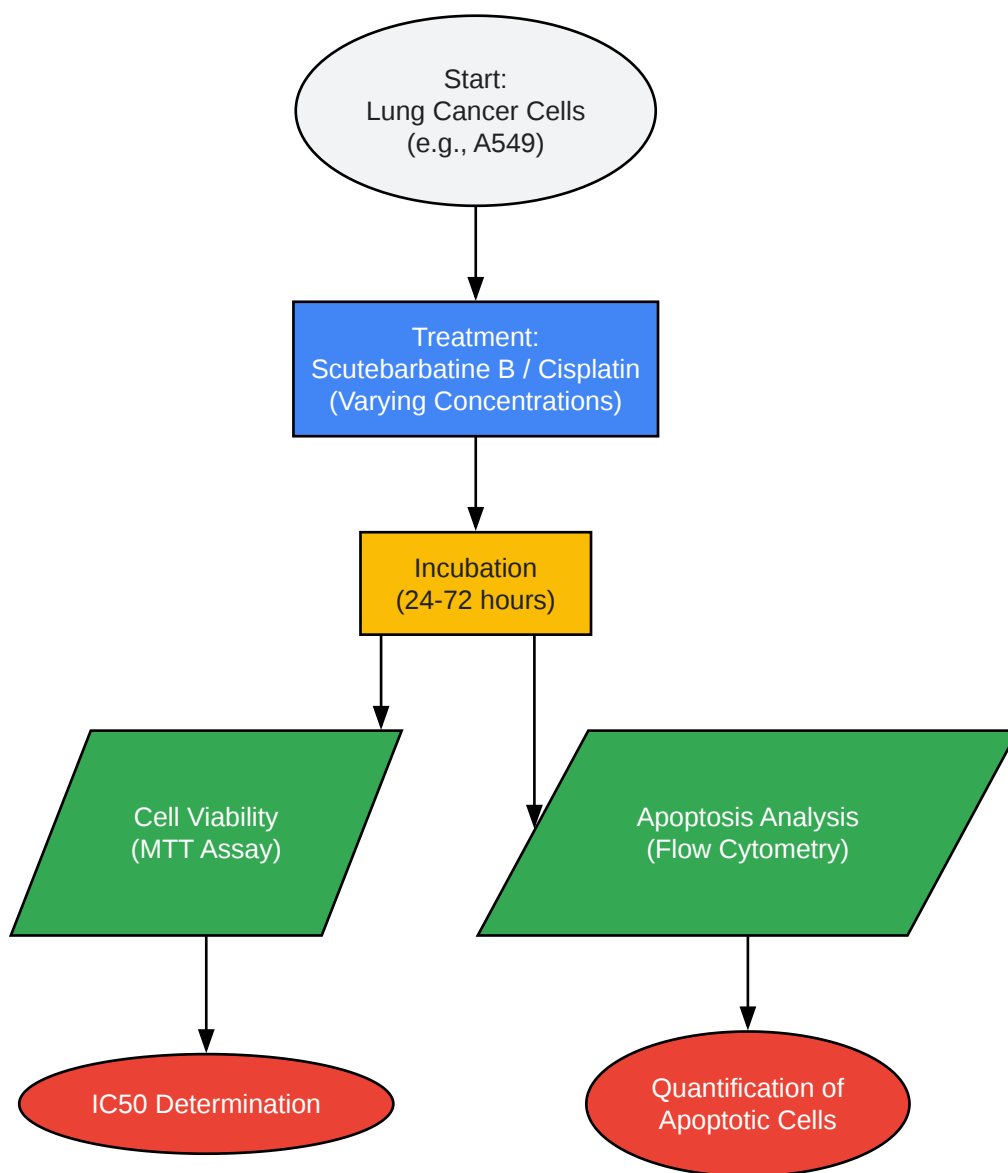 Start:
Lung Cancer Cells
(e.g., A549)
Treatment:
Scutebarbatine B / Cisplatin
(Varying Concentrations)
Incubation
(24-72 hours)
Cell Viability
(MTT Assay)
Apoptosis Analysis
(Flow Cytometry)
IC50 Determination
Quantification of
Apoptotic Cells